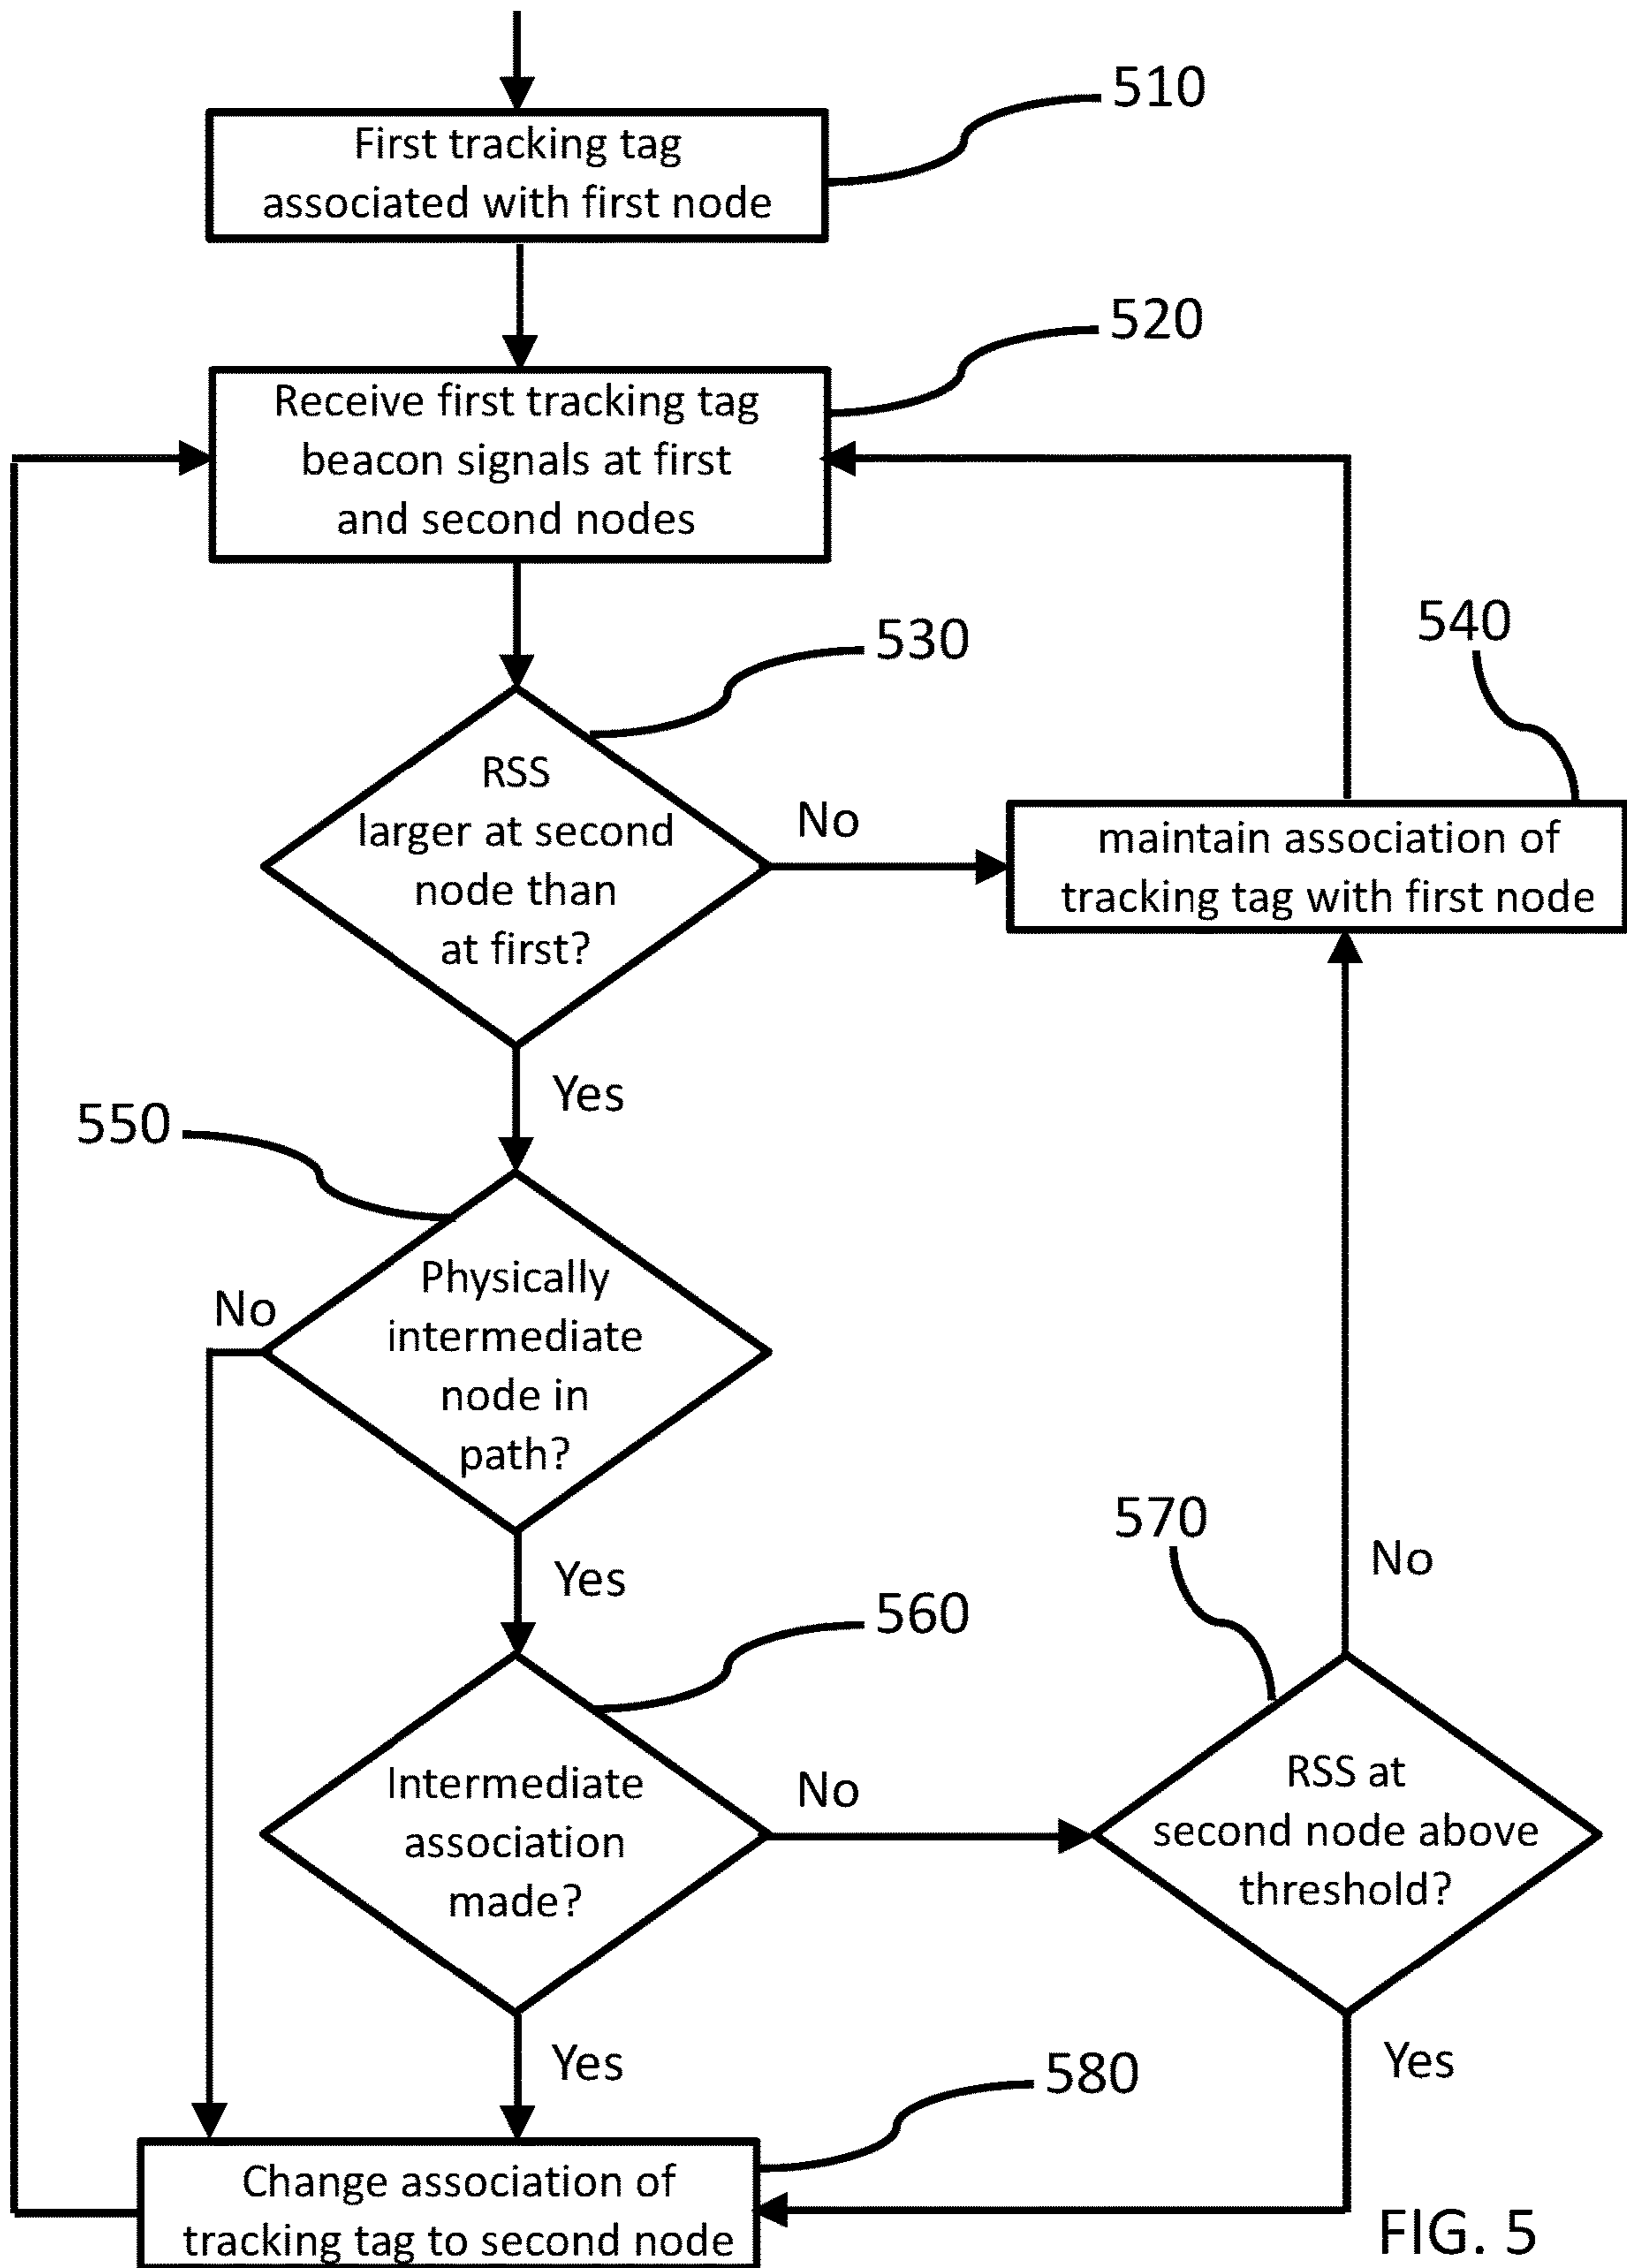 510
First tracking tag
associated with first node
520
Receive first tracking tag
beacon signals at first
and second nodes
530
540
RSS
larger at second
node than
at first?
No
maintain association of
tracking tag with first node
Yes
550
Physically
intermediate
node in
path?
No
Yes
560
570
No
Intermediate
association
made?
No
RSS at
second node above
threshold?
Yes
580
Yes
Change association of
tracking tag to second node
FIG. 5